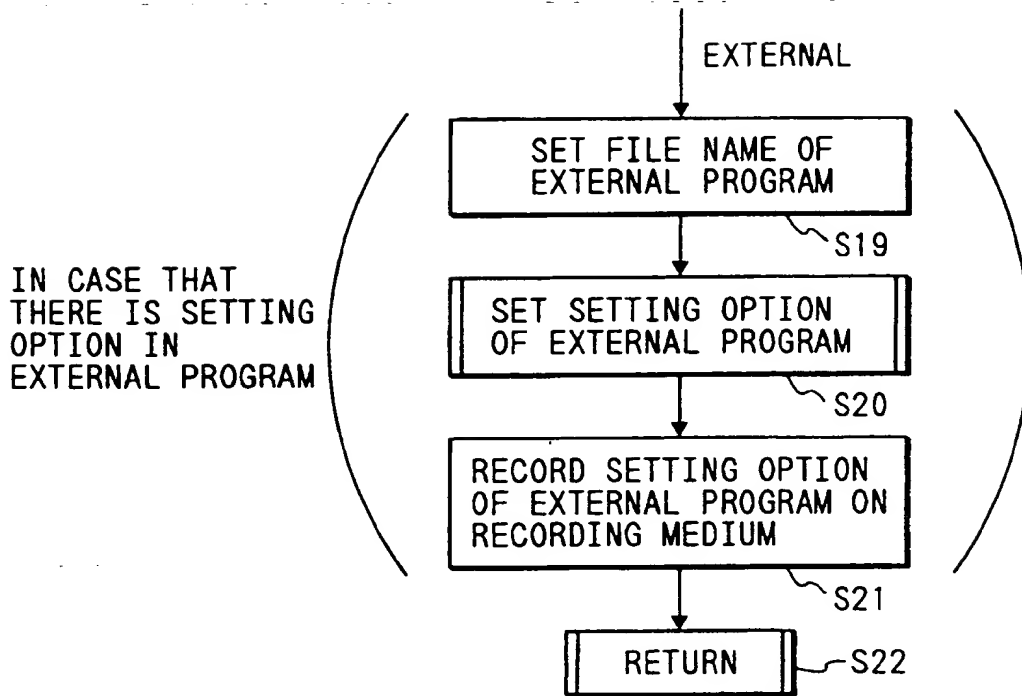 EXTERNAL
SET FILE NAME OF
EXTERNAL PROGRAM
S19
IN CASE THAT
THERE IS SETTING
OPTION IN
EXTERNAL PROGRAM
SET SETTING OPTION
OF EXTERNAL PROGRAM
S20
RECORD SETTING OPTION
OF EXTERNAL PROGRAM ON
RECORDING MEDIUM
S21
RETURN
S22